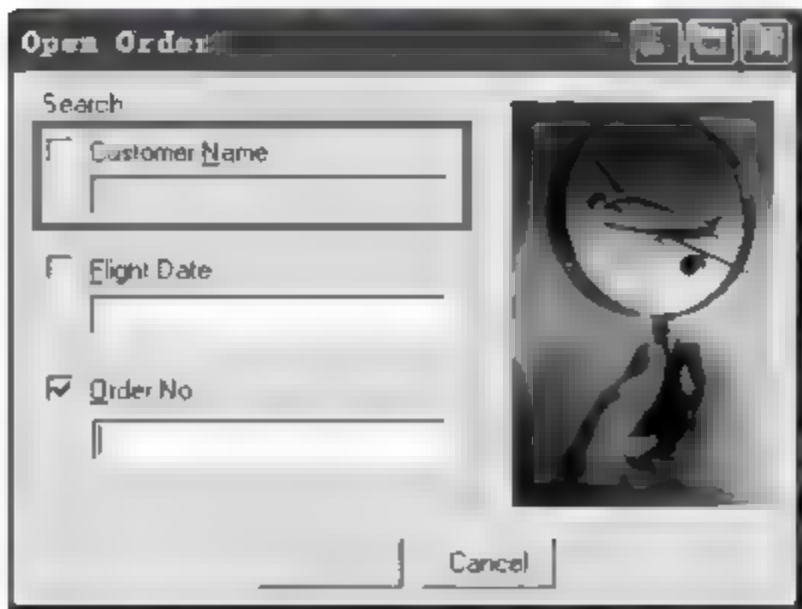 Open Order
Search
Customer Name
Flight Date
Order No
Cancel